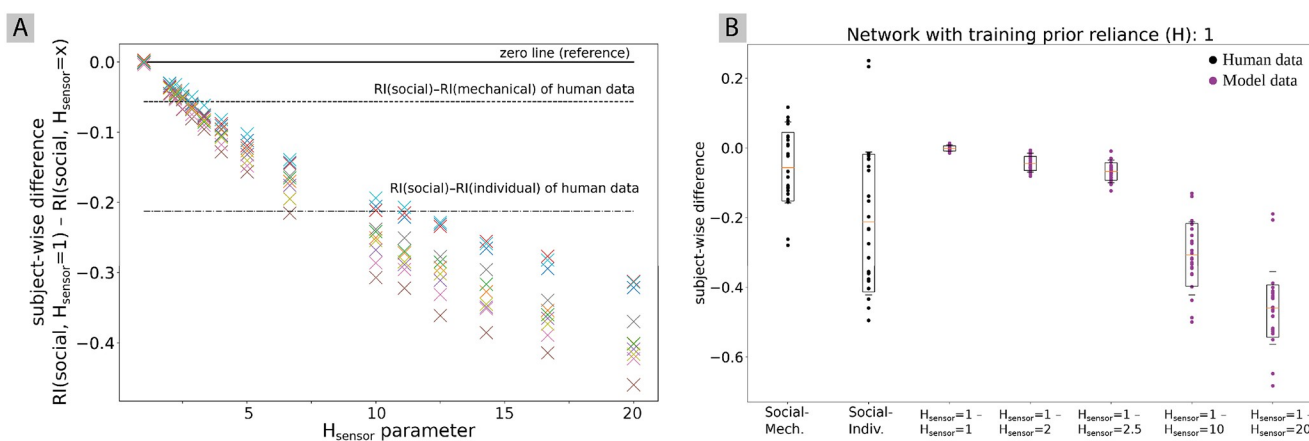 A
subject-wise difference
RI(social, Hsensor=1) – RI(social, Hsensor=x)
0.0
−0.1
−0.2
−0.3
−0.4
zero line (reference)
RI(social)–RI(mechanical) of human data
RI(social)–RI(individual) of human data
5
10
15
20
Hsensor parameter
B
Network with training prior reliance (H): 1
Human data
Model data
subject-wise difference
0.2
0.0
−0.2
−0.4
−0.6
Social-
Mech.
Social-
Indiv.
Hsensor=1 –
Hsensor=1
Hsensor=1 –
Hsensor=2
Hsensor=1 –
Hsensor=2.5
Hsensor=1 –
Hsensor=10
Hsensor=1 –
Hsensor=20